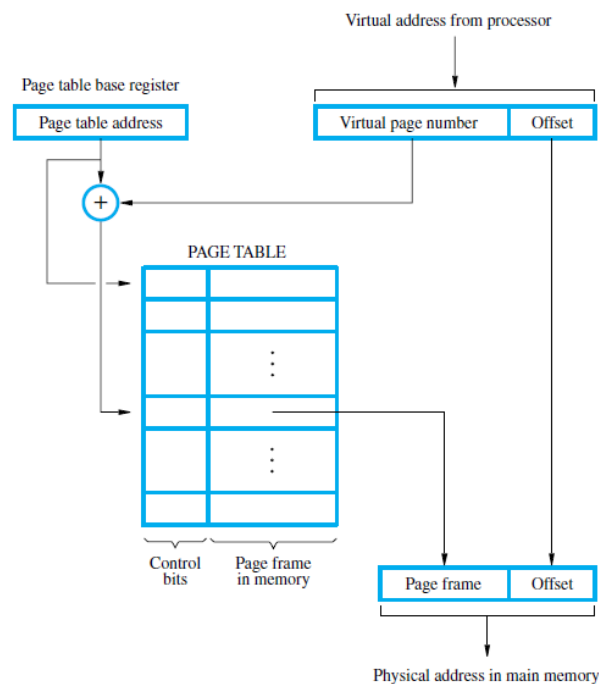 Virtual address from processor
Page table base register
Page table address
Virtual page number
Offset
+
PAGE TABLE
Control
bits
Page frame
in memory
Page frame
Offset
Physical address in main memory